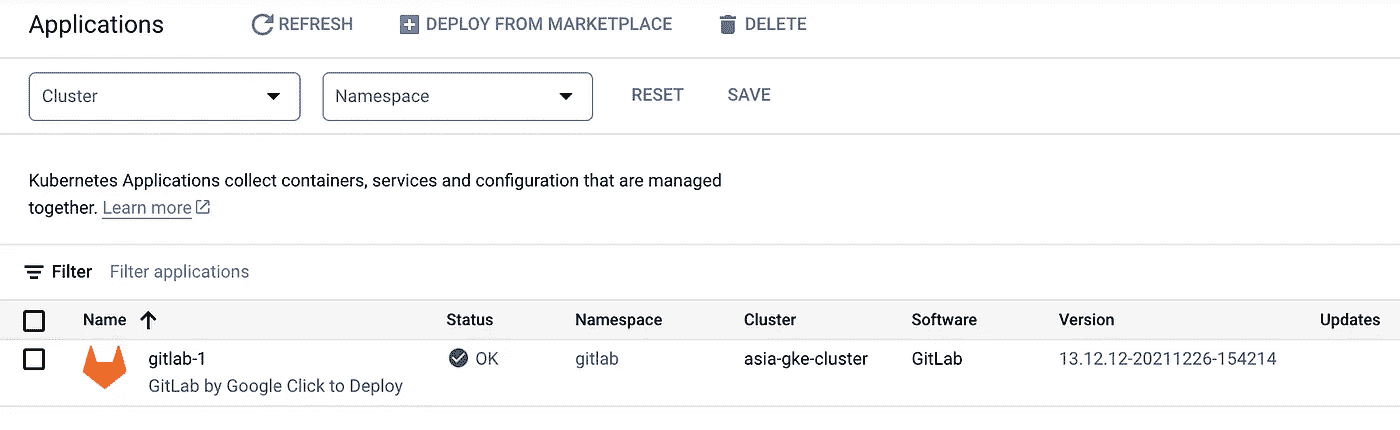 Applications REFRESH DEPLOY FROM MARKETPLACE DELETE
Cluster Namespace RESET SAVE
Kubernetes Applications collect containers, services and configuration that are managed
together. Learn more
Filter Filter applications
Name Status Namespace Cluster Software Version Updates
gitlab-1 OK gitlab asia-gke-cluster GitLab 13.12.12-20211226-154214
GitLab by Google Click to Deploy